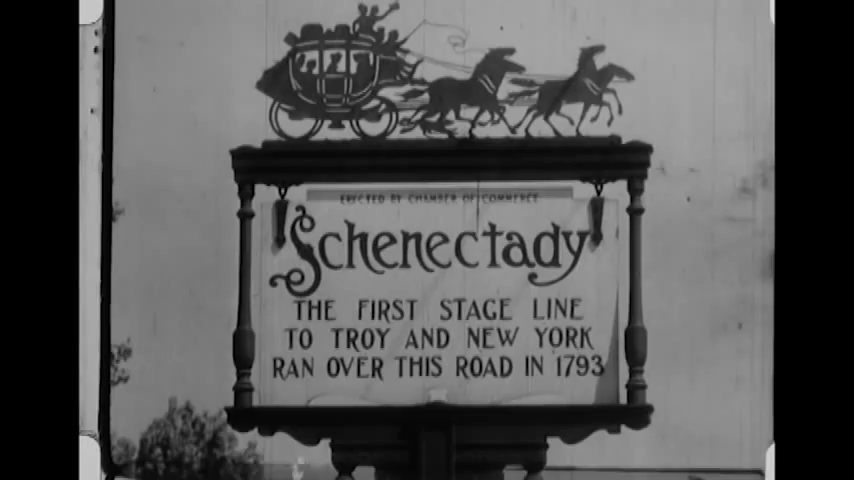 ERECTED BY CHAMBER OF COMMERCE
Schenectady
THE FIRST STAGE LINE
TO TROY AND NEW YORK
RAN OVER THIS ROAD IN 1793